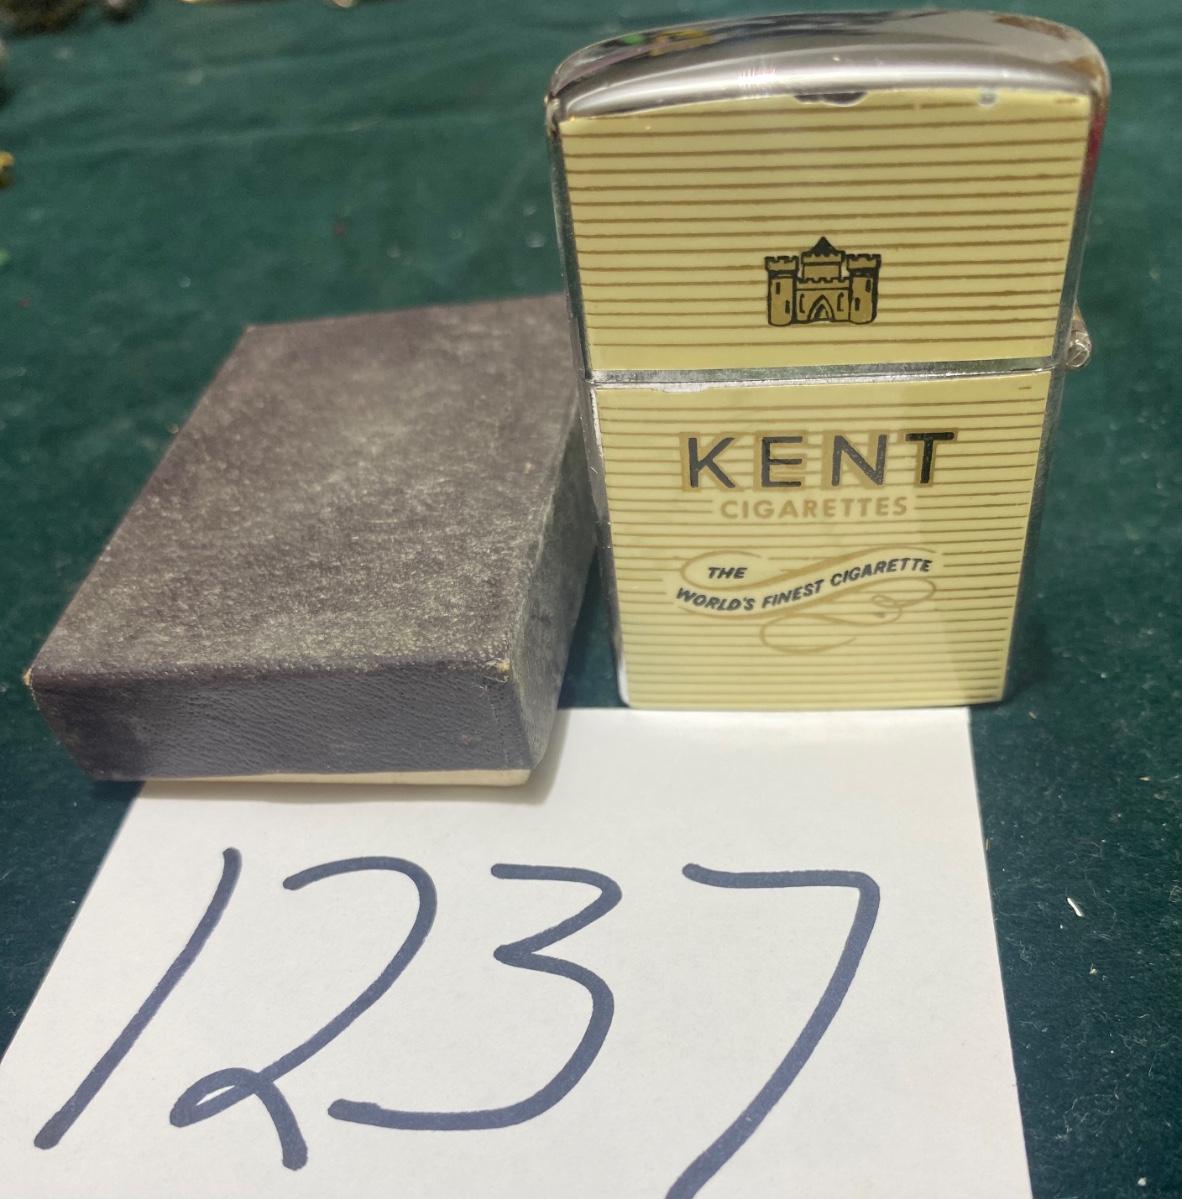 KENT
CIGARETTES
THE
WORLD'S FINEST CIGARETTE
1237